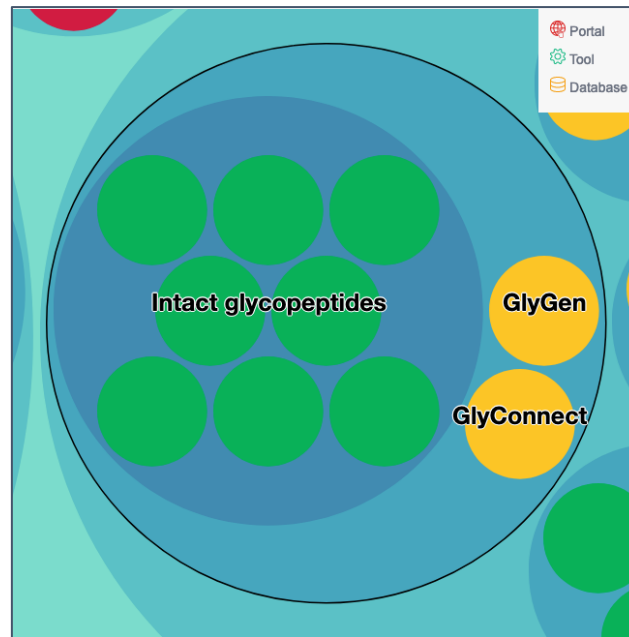 Portal
Tool
Database
Intact glycopeptides
GlyGen
GlyConnect